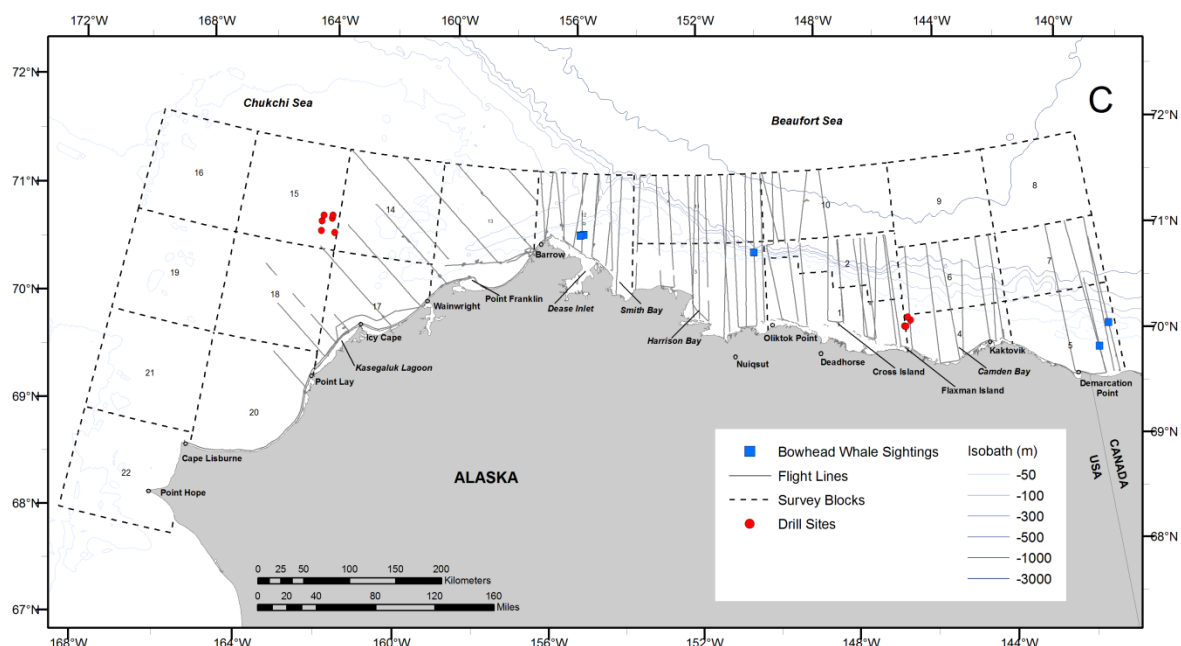 172°W 168°W 164°W 160°W 156°W 152°W 148°W 144°W 140°W
72°N
72°N
71°N
71°N
70°N
70°N
69°N
69°N
68°N
68°N
67°N
Chukchi Sea
Beaufort Sea
C
16
15
14
13
12
3
11
10
9
8
19
18
17
2
6
7
1
4
5
21
20
22
Barrow
Point Franklin
Wainwright
Dease Inlet
Smith Bay
Icy Cape
Kasegaluk Lagoon
Point Lay
Harrison Bay
Oliktok Point
Nuiqsut
Deadhorse
Cross Island
Flaxman Island
Camden Bay
Kaktovik
Demarcation
Point
Cape Lisburne
Point Hope
ALASKA
CANADA
USA
Bowhead Whale Sightings
Flight Lines
Survey Blocks
Drill Sites
Isobath (m)
-50
-100
-300
-500
-1000
-3000
0 25 50 100 150 200
Kilometers
0 20 40 80 120 160
Miles
168°W 164°W 160°W 156°W 152°W 148°W 144°W